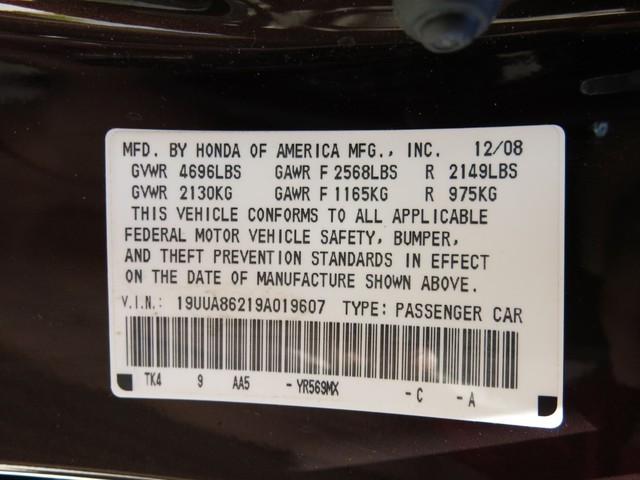 MFD. BY HONDA OF AMERICA MFG., INC. 12/08
GVWR 4696LBS GAWR F 2568LBS R 2149LBS
GVWR 2130KG GAWR F 1165KG R 975KG
THIS VEHICLE CONFORMS TO ALL APPLICABLE
FEDERAL MOTOR VEHICLE SAFETY, BUMPER,
AND THEFT PREVENTION STANDARDS IN EFFECT
ON THE DATE OF MANUFACTURE SHOWN ABOVE.
V.I.N.: 19UUA86219A019607 TYPE: PASSENGER CAR
TK4 9 AA5 -YR569MX -C -A